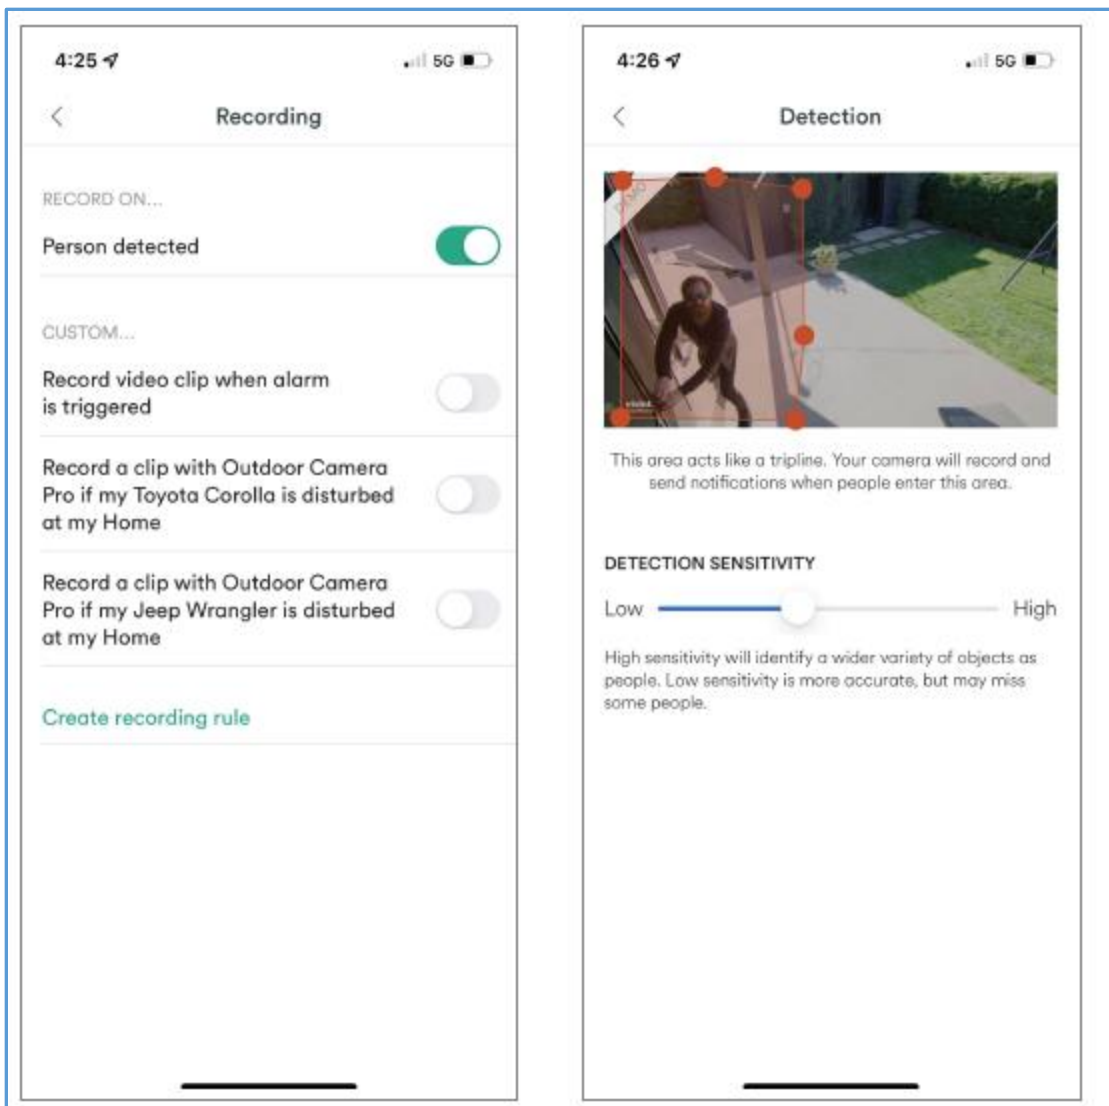 4:25
5G
Recording
RECORD ON...
Person detected
CUSTOM...
Record video clip when alarm
is triggered
Record a clip with Outdoor Camera
Pro if my Toyota Corolla is disturbed
at my Home
Record a clip with Outdoor Camera
Pro if my Jeep Wrangler is disturbed
at my Home
Create recording rule
4:26
5G
Detection
DEMO
vivint
This area acts like a tripline. Your camera will record and
send notifications when people enter this area.
DETECTION SENSITIVITY
Low
High
High sensitivity will identify a wider variety of objects as
people. Low sensitivity is more accurate, but may miss
some people.